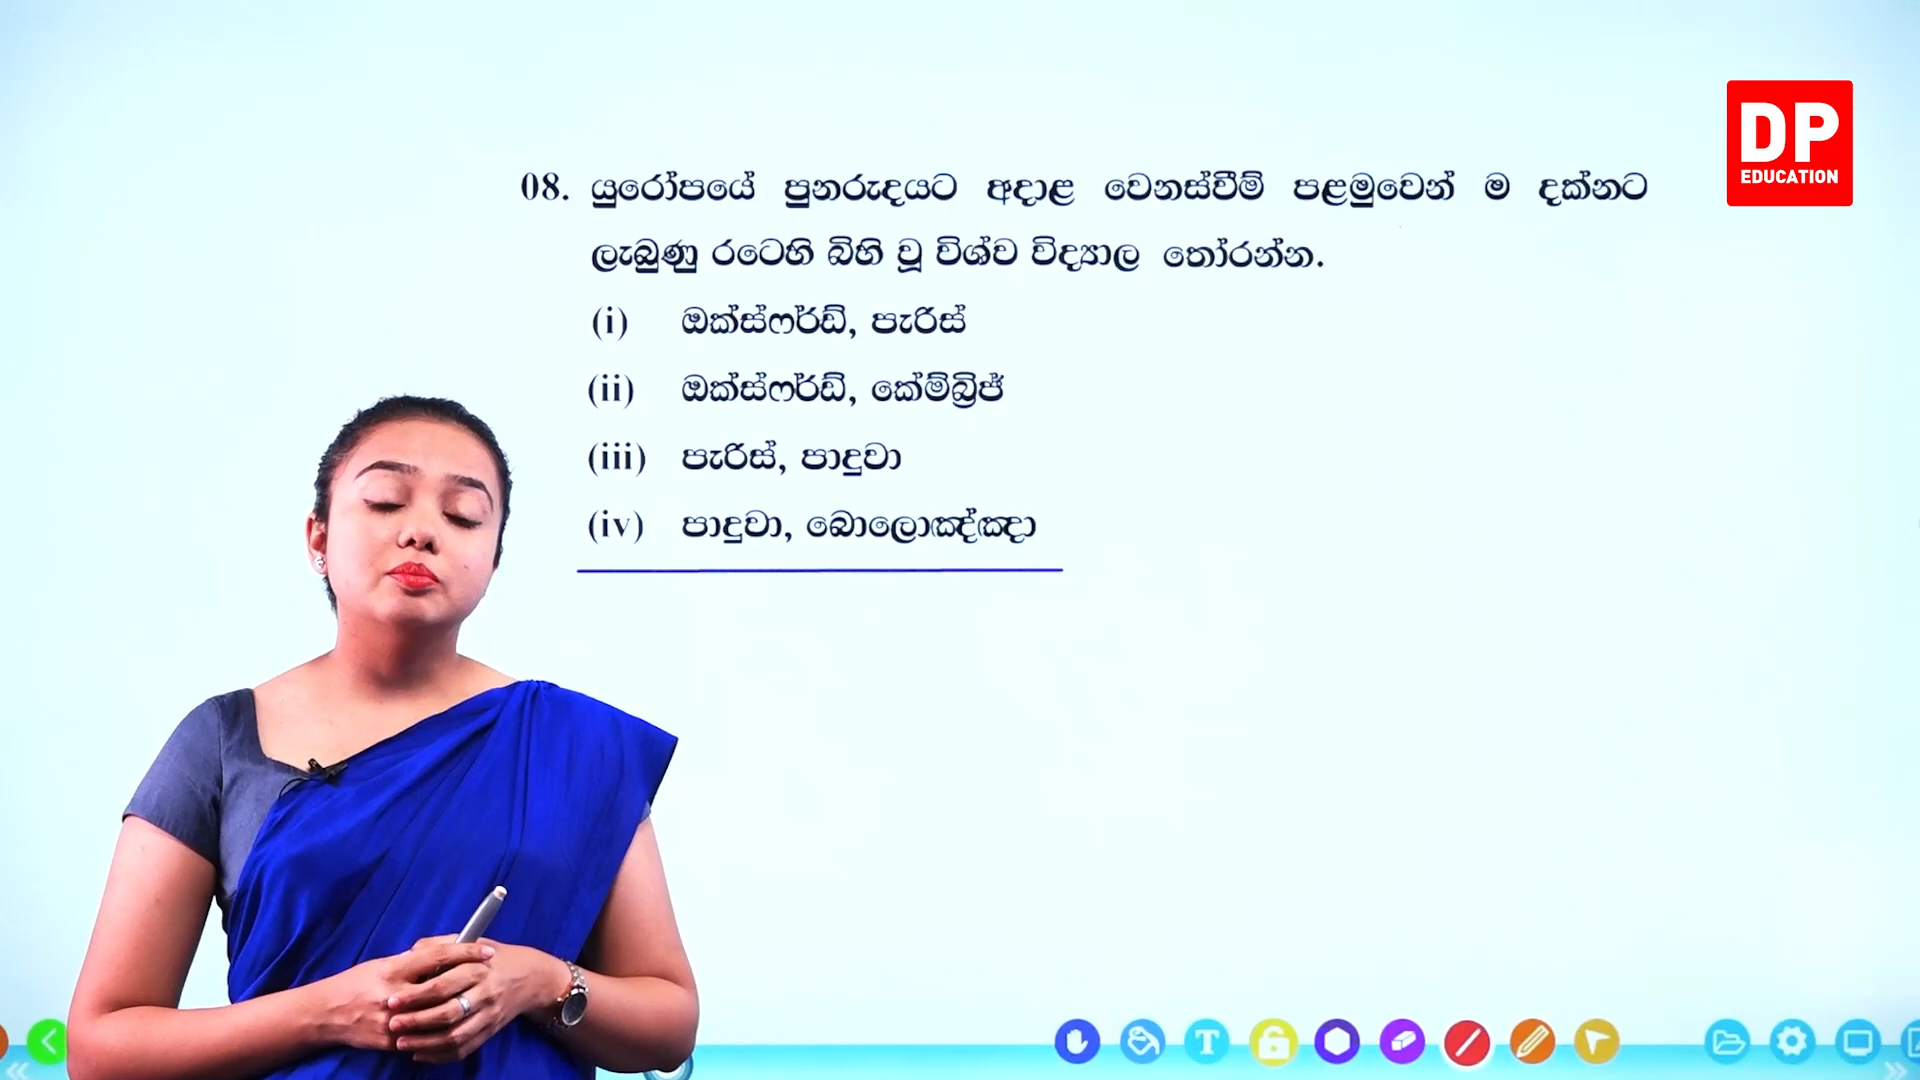 DP
EDUCATION
08. යුරෝපයේ පුනරුදයට අදාළ වෙනස්වීම් පළමුවෙන් ම දක්නට
ලැබුණු රටෙහි බිහි වූ විශ්ව විද්‍යාල තෝරන්න.
(i) ඔක්ස්ෆර්ඩ්, පැරිස්
(ii) ඔක්ස්ෆර්ඩ්, කේම්බ්‍රිජ්
(iii) පැරිස්, පාදුවා
(iv) පාදුවා, බොලොඤ්ඤා